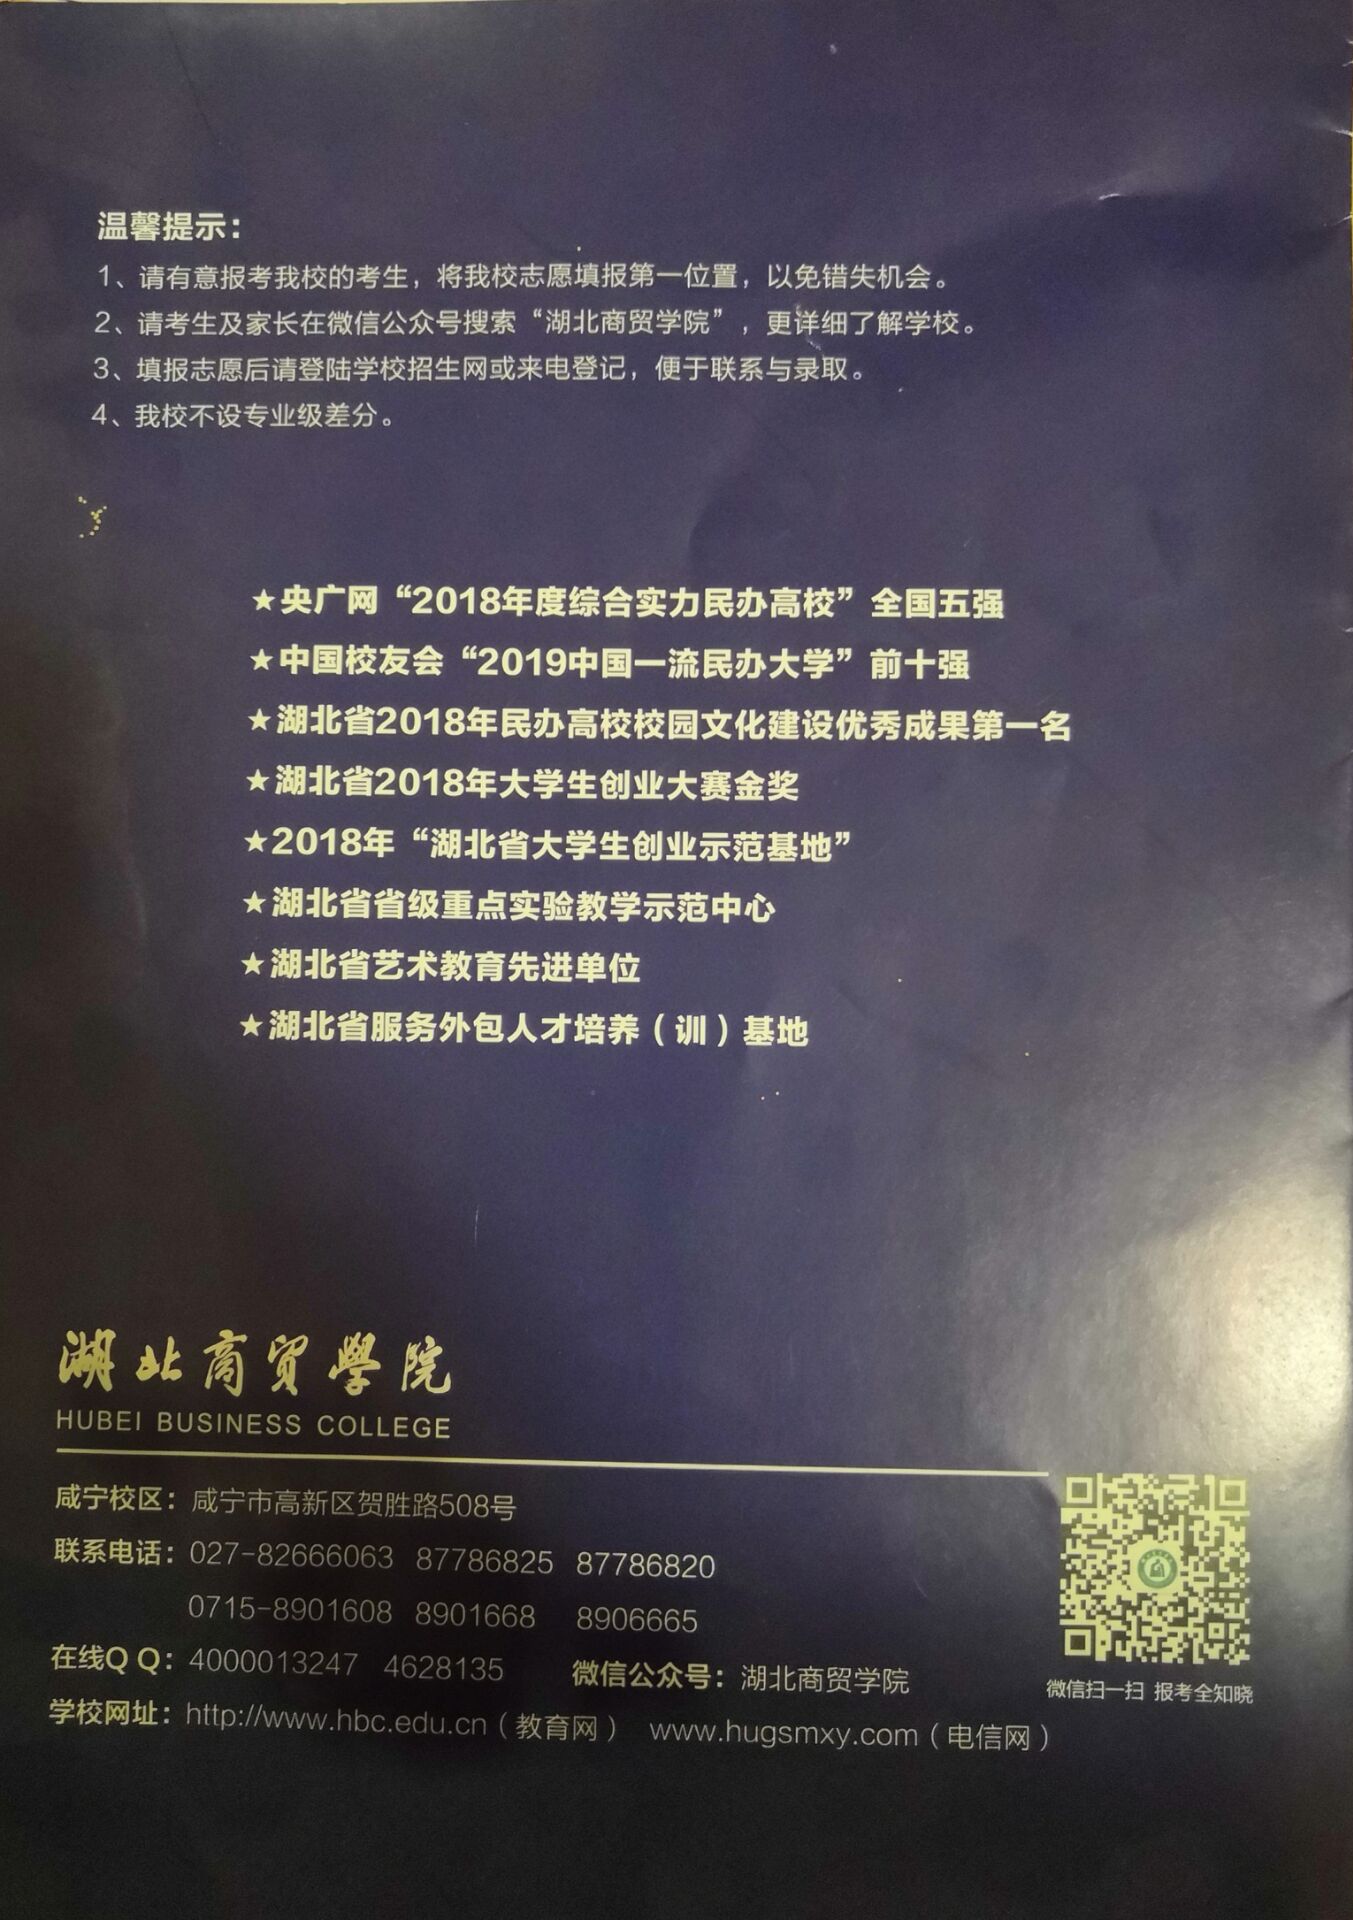 温馨提示：
1、请有意报考我校的考生，将我校志愿填报第一位置，以免错失机会。
2、请考生及家长在微信公众号搜索“湖北商贸学院”，更详细了解学校。
3、填报志愿后请登陆学校招生网或来电登记，便于联系与录取。
4、我校不设专业级差分。
★央广网“2018年度综合实力民办高校”全国五强
★中国校友会“2019中国一流民办大学”前十强
★湖北省2018年民办高校校园文化建设优秀成果第一名
★湖北省2018年大学生创业大赛金奖
★2018年“湖北省大学生创业示范基地”
★湖北省省级重点实验教学示范中心
★湖北省艺术教育先进单位
★湖北省服务外包人才培养（训）基地
湖北商贸學院
HUBEI BUSINESS COLLEGE
咸宁校区：咸宁市高新区贺胜路508号
联系电话：027-82666063 87786825 87786820
0715-8901608 8901668 8906665
在线QQ：4000013247 4628135 微信公众号：湖北商贸学院
微信扫一扫 报考全知晓
学校网址：http://www.hbc.edu.cn（教育网） www.hugsmxy.com（电信网）